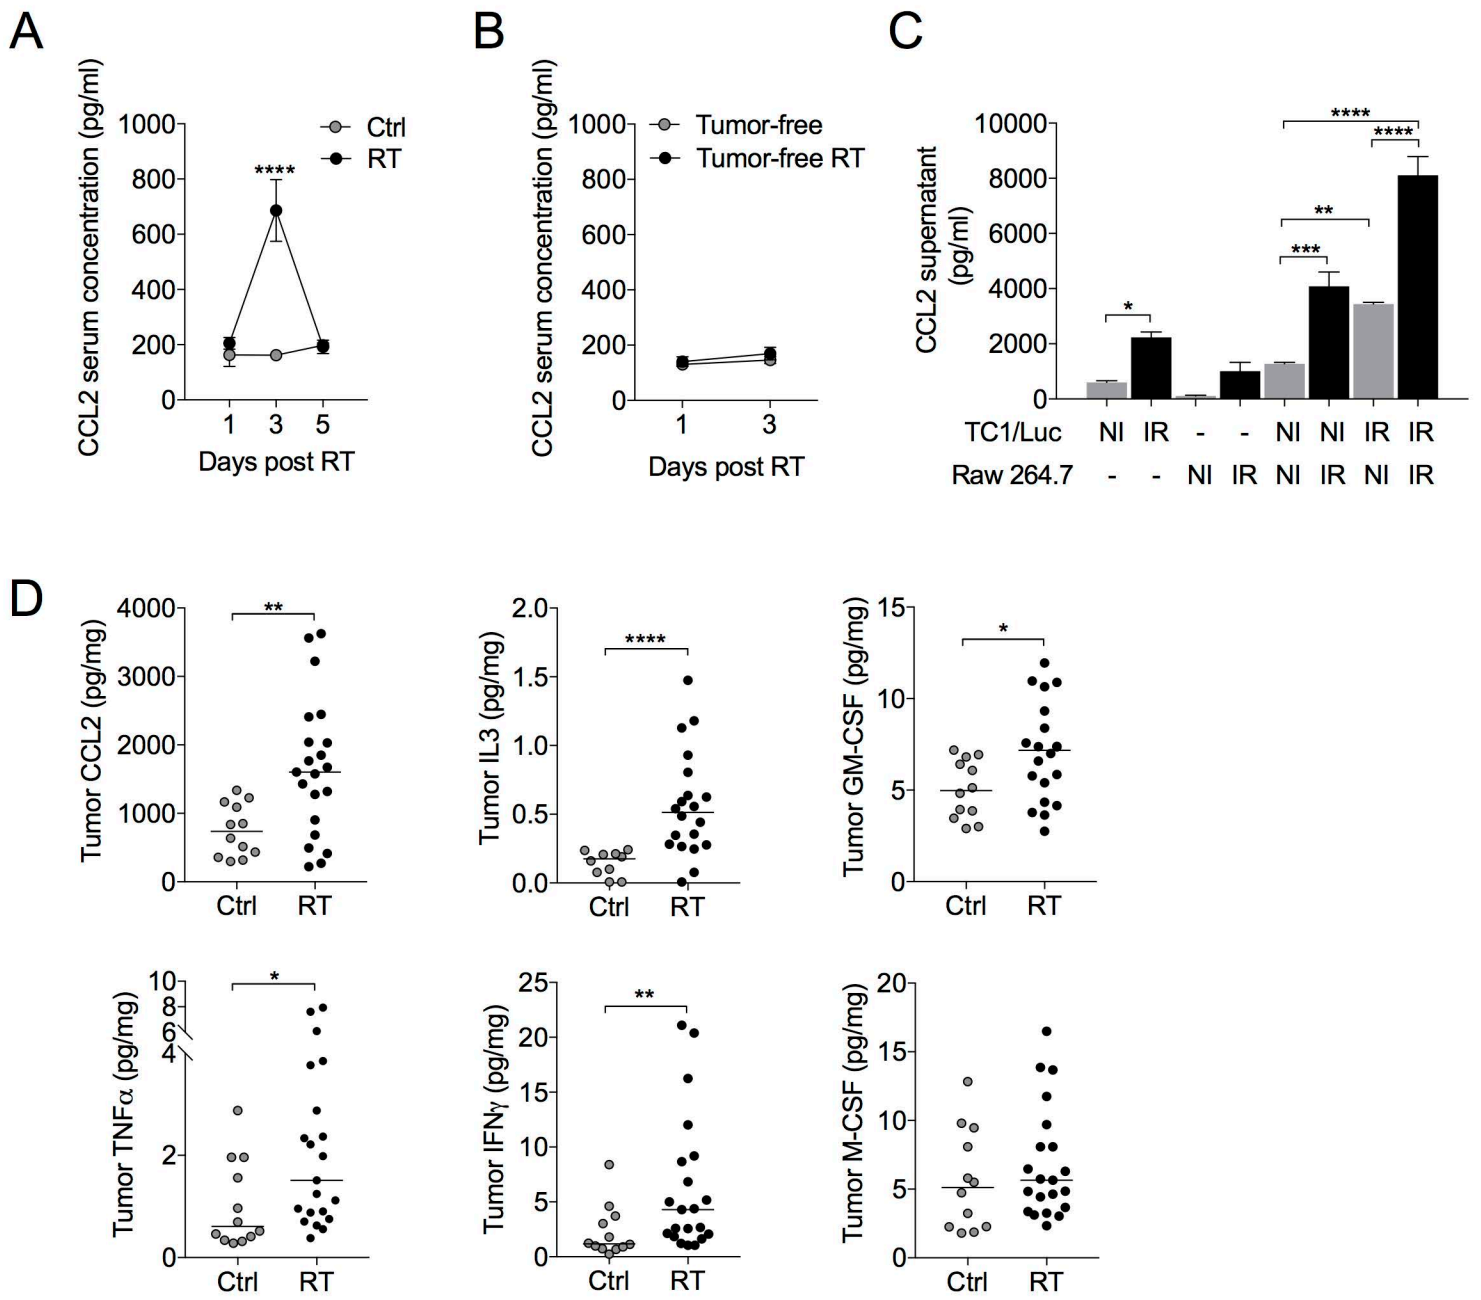 A
CCL2 serum concentration (pg/ml)
1000
800
600
400
200
0
****
Ctrl
RT
1 3 5
Days post RT
B
CCL2 serum concentration (pg/ml)
1000
800
600
400
200
0
Tumor-free
Tumor-free RT
1 3
Days post RT
C
CCL2 supernatant
(pg/ml)
10000
8000
6000
4000
2000
0
****
****
**
***
*
TC1/Luc NI IR - - NI NI IR IR
Raw 264.7 - - NI IR NI IR NI IR
D
Tumor CCL2 (pg/mg)
4000
3000
2000
1000
0
**
Ctrl RT
Tumor IL3 (pg/mg)
2.0
1.5
1.0
0.5
0.0
****
Ctrl RT
Tumor GM-CSF (pg/mg)
15
10
5
0
*
Ctrl RT
Tumor TNFα (pg/mg)
10
8
6
4
2
0
*
Ctrl RT
Tumor IFNγ (pg/mg)
25
20
15
10
5
0
**
Ctrl RT
Tumor M-CSF (pg/mg)
20
15
10
5
0
Ctrl RT